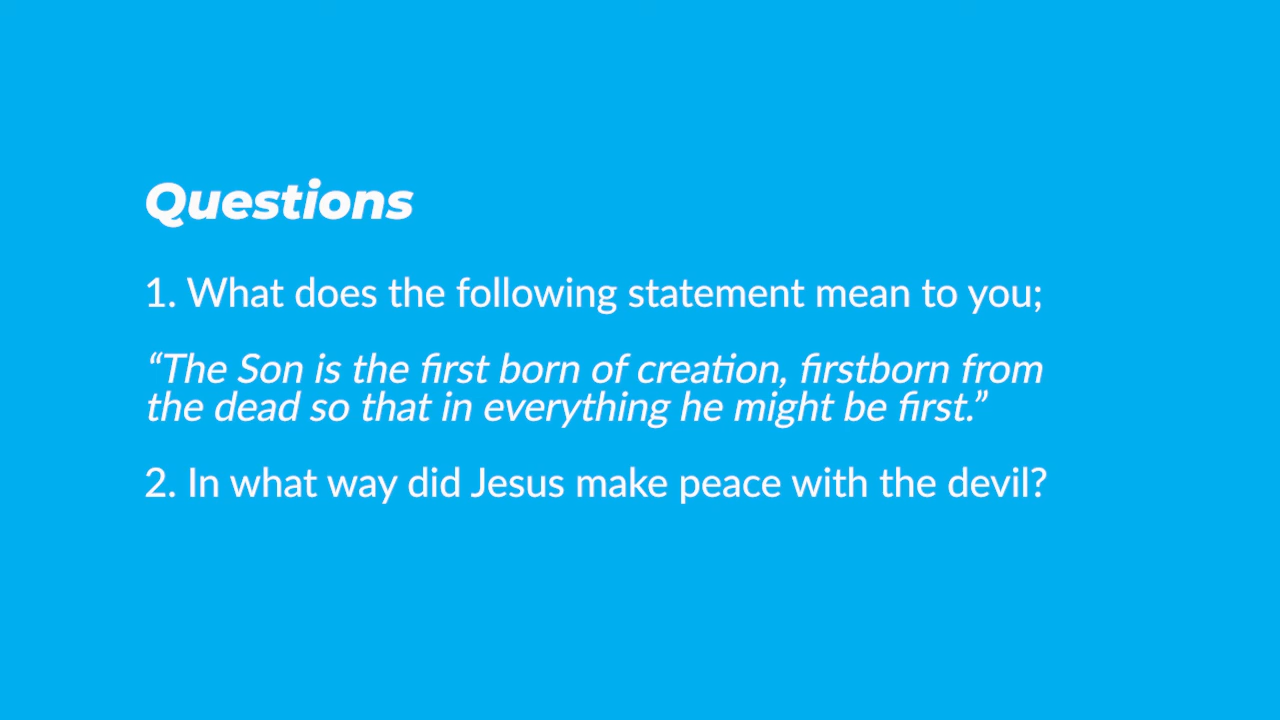 Questions
1. What does the following statement mean to you;
“The Son is the first born of creation, firstborn from
the dead so that in everything he might be first.”
2. In what way did Jesus make peace with the devil?